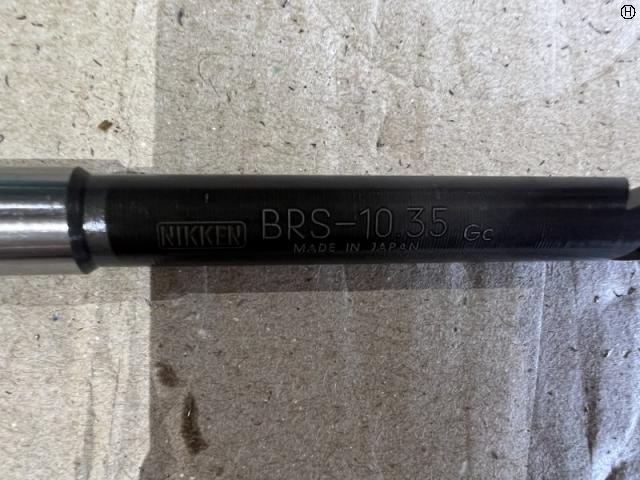 NIKKEN BRS-10.35 Gc
MADE IN JAPAN
H